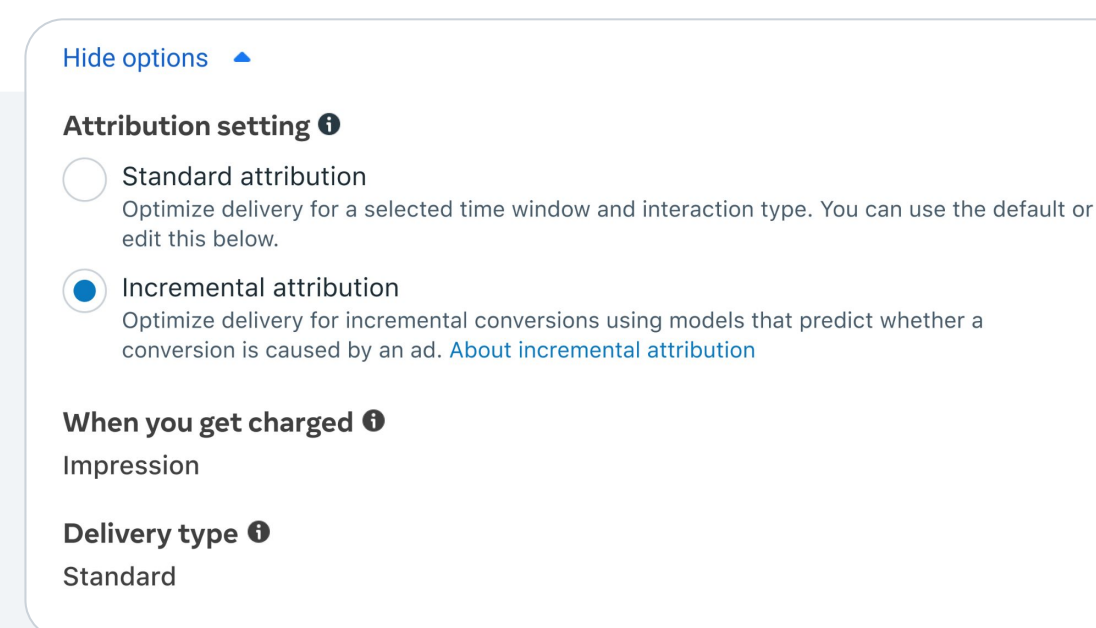 Hide options
Attribution setting
Standard attribution
Optimize delivery for a selected time window and interaction type. You can use the default or
edit this below.
Incremental attribution
Optimize delivery for incremental conversions using models that predict whether a
conversion is caused by an ad. About incremental attribution
When you get charged
Impression
Delivery type
Standard